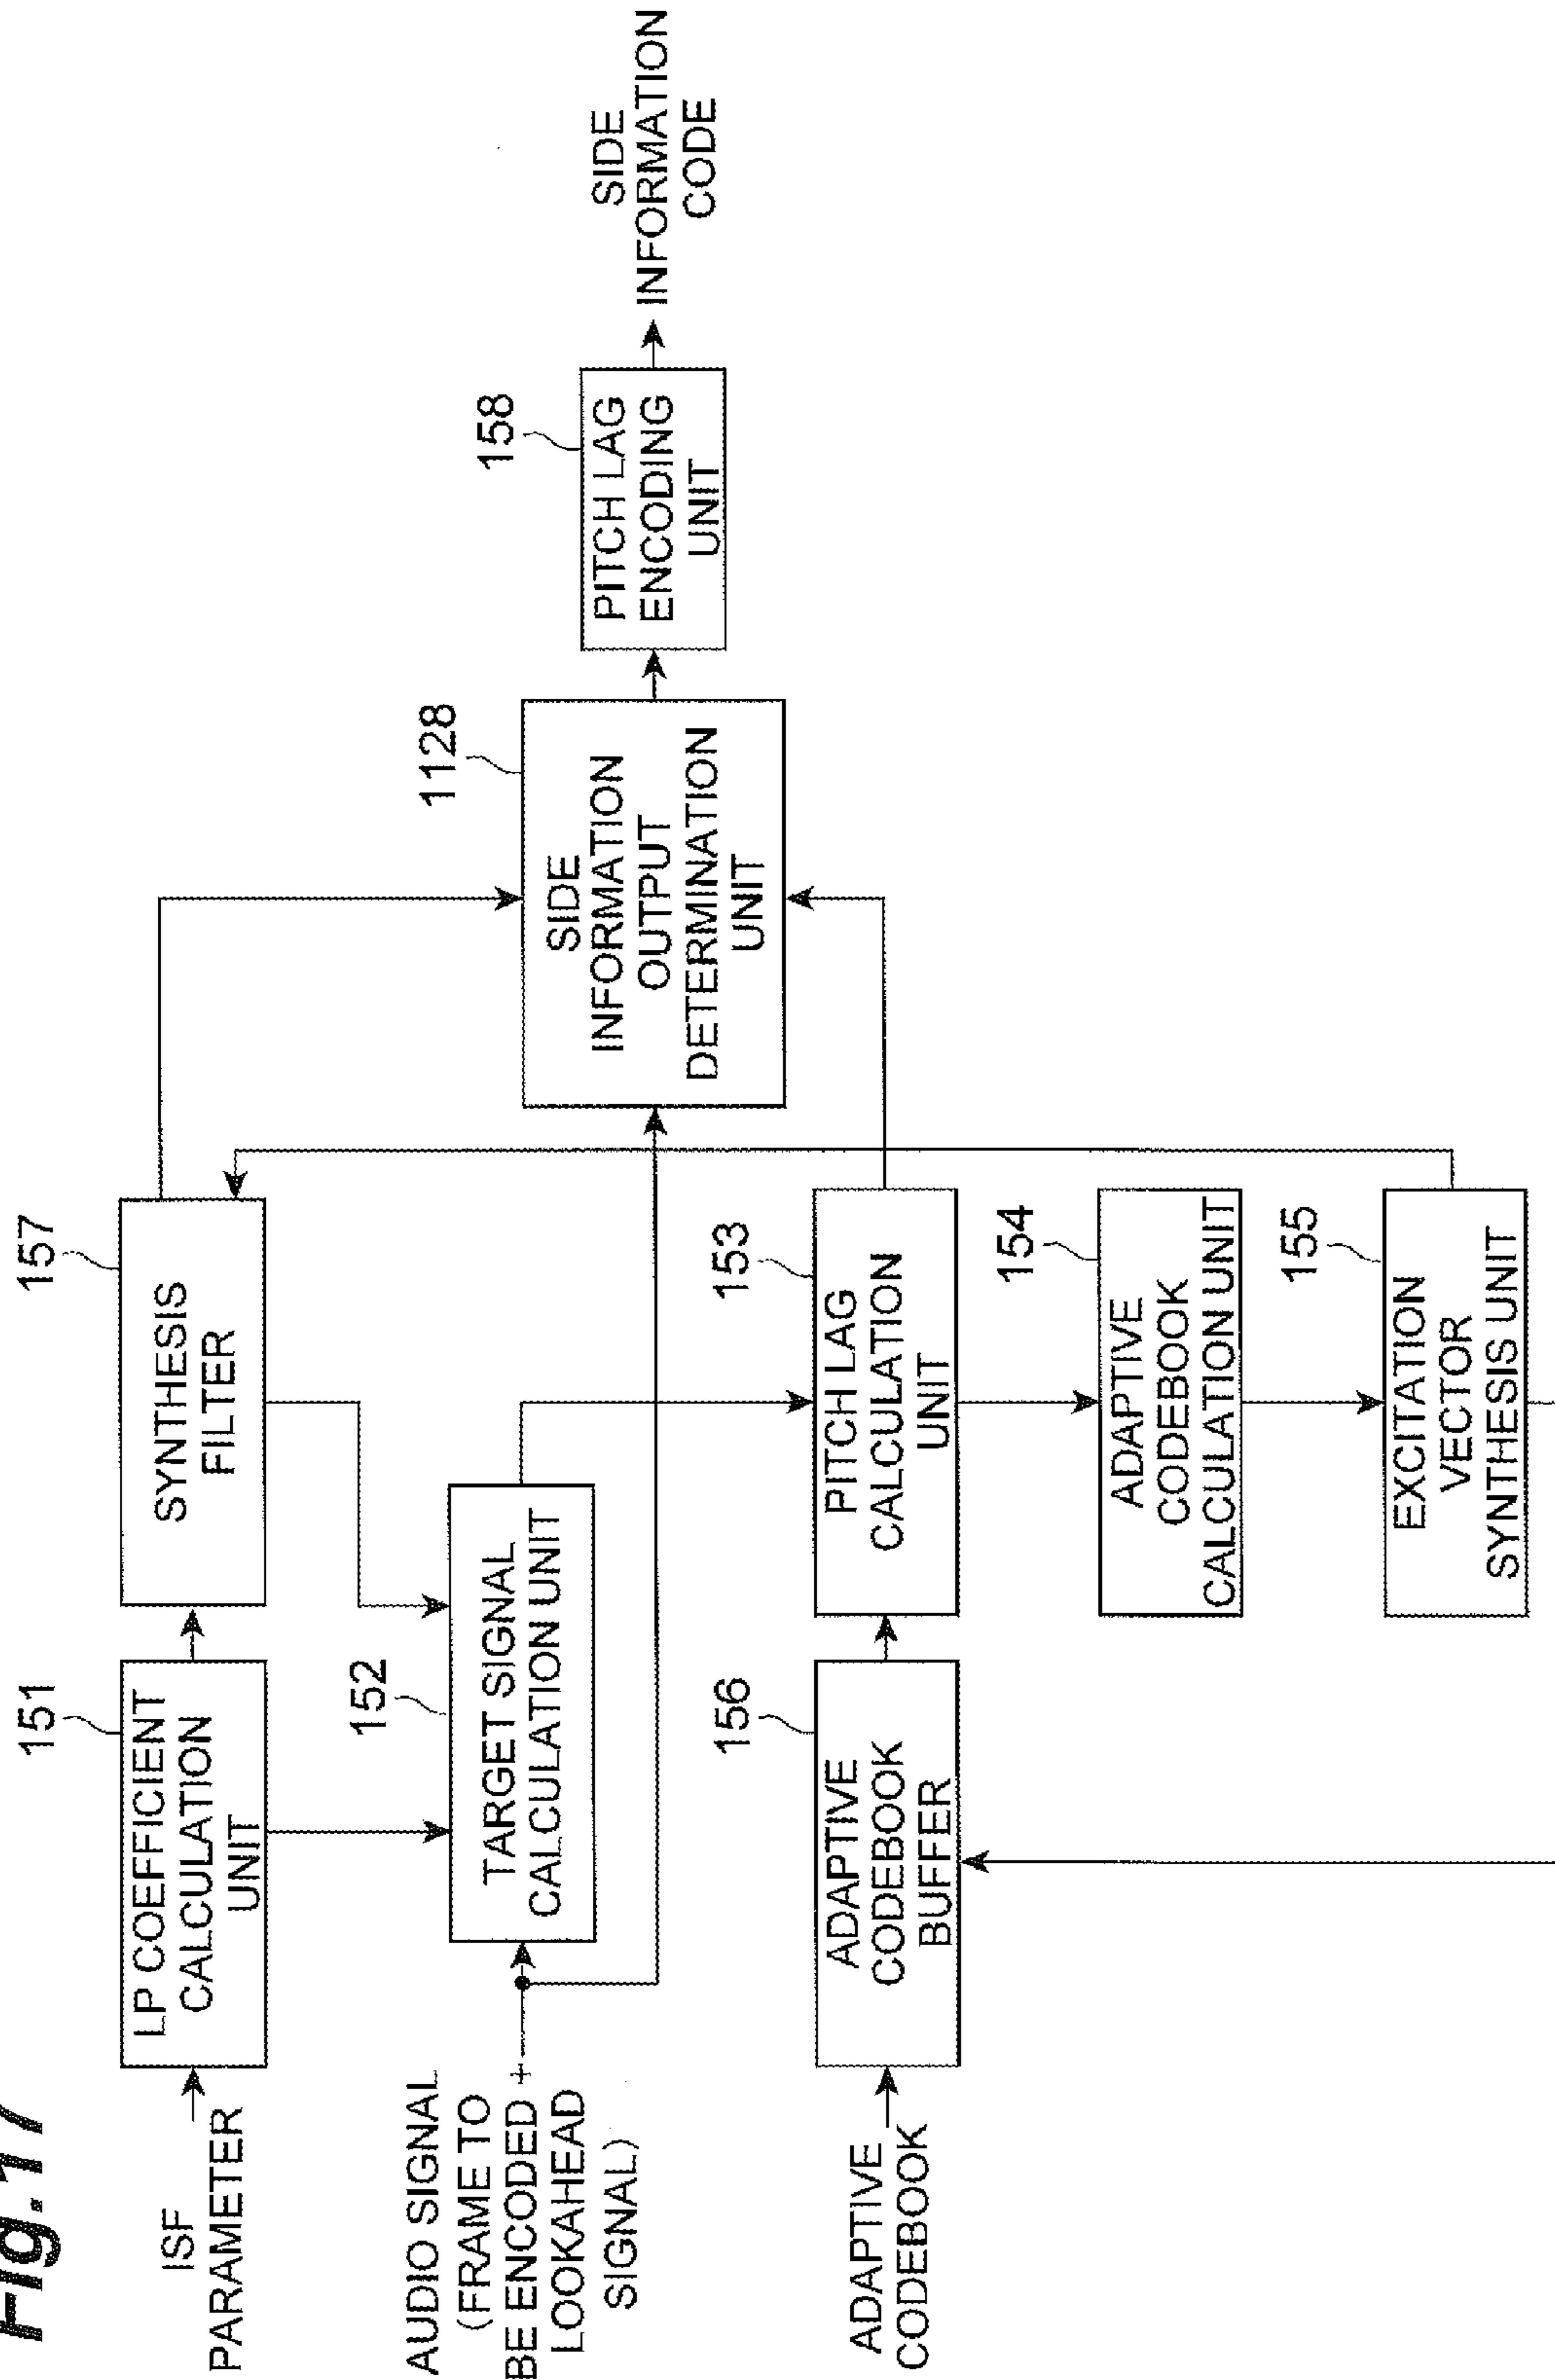 Fig.17
ISF
PARAMETER
151
LP COEFFICIENT
CALCULATION
UNIT
157
SYNTHESIS
FILTER
AUDIO SIGNAL
(FRAME TO
BE ENCODED +
LOOKAHEAD
SIGNAL)
152
TARGET SIGNAL
CALCULATION UNIT
1128
SIDE
INFORMATION
OUTPUT
DETERMINATION
UNIT
158
PITCH LAG
ENCODING
UNIT
SIDE
INFORMATION
CODE
ADAPTIVE
CODEBOOK
156
ADAPTIVE
CODEBOOK
BUFFER
153
PITCH LAG
CALCULATION
UNIT
154
ADAPTIVE
CODEBOOK
CALCULATION UNIT
155
EXCITATION
VECTOR
SYNTHESIS UNIT